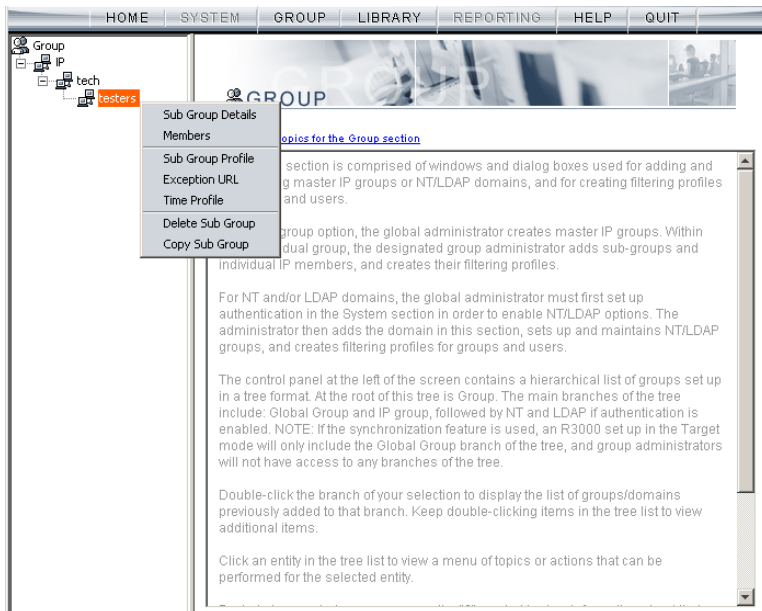 HOME SYSTEM GROUP LIBRARY REPORTING HELP QUIT
Group
IP
tech
testers
Sub Group Details
Members
Sub Group Profile
Exception URL
Time Profile
Delete Sub Group
Copy Sub Group
GROUP
GROUP
opics for the Group section
section is comprised of windows and dialog boxes used for adding and
g master IP groups or NT/LDAP domains, and for creating filtering profiles
and users.
group option, the global administrator creates master IP groups. Within
dual group, the designated group administrator adds sub-groups and
individual IP members, and creates their filtering profiles.
For NT and/or LDAP domains, the global administrator must first set up
authentication in the System section in order to enable NT/LDAP options. The
administrator then adds the domain in this section, sets up and maintains NT/LDAP
groups, and creates filtering profiles for groups and users.
The control panel at the left of the screen contains a hierarchical list of groups set up
in a tree format. At the root of this tree is Group. The main branches of the tree
include: Global Group and IP group, followed by NT and LDAP if authentication is
enabled. NOTE: If the synchronization feature is used, an R3000 set up in the Target
mode will only include the Global Group branch of the tree, and group administrators
will not have access to any branches of the tree.
Double-click the branch of your selection to display the list of groups/domains
previously added to that branch. Keep double-clicking items in the tree list to view
additional items.
Click an entity in the tree list to view a menu of topics or actions that can be
performed for the selected entity.